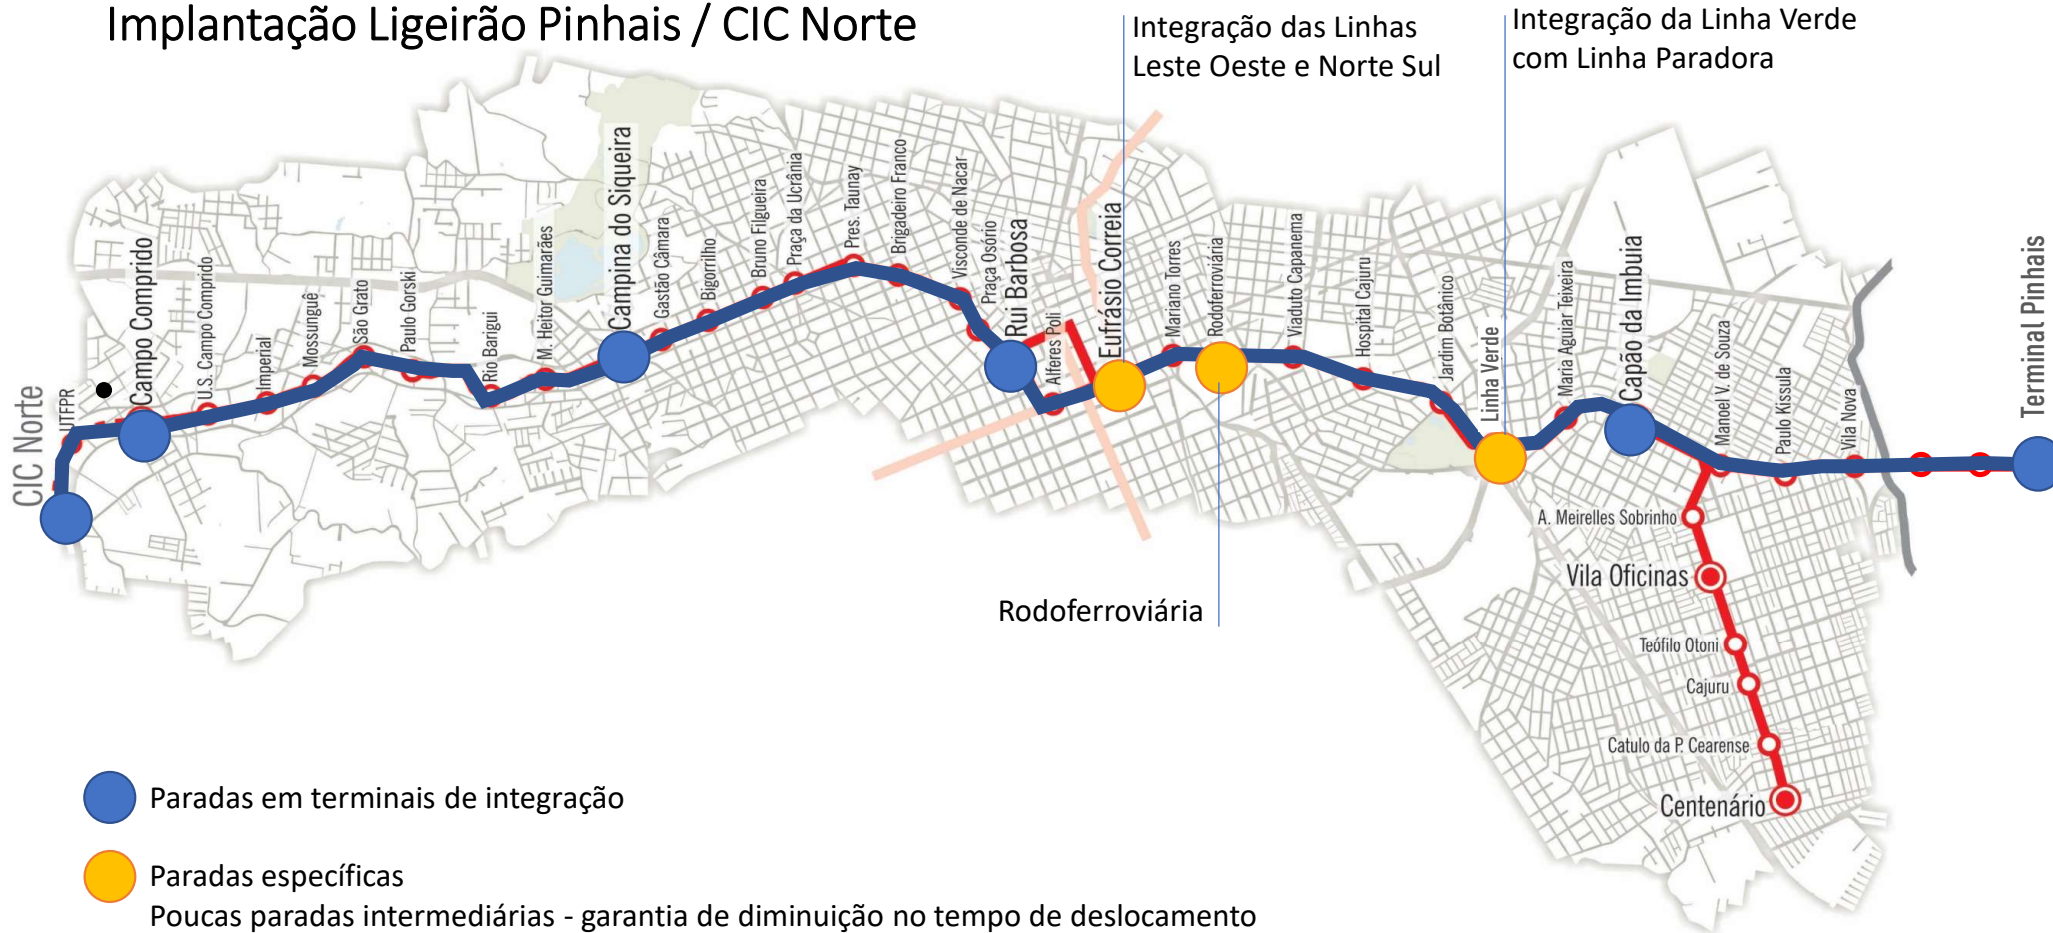 Implantação Ligeirão Pinhais / CIC Norte
Integração das Linhas
Leste Oeste e Norte Sul
Integração da Linha Verde
com Linha Paradora
CIC Norte
UTFPR
Campo Comprido
U.S. Campo Comprido
Imperial
Mossunguê
São Grato
Paulo Gorski
Rio Barigui
M. Heitor Guimarães
Campina do Siqueira
Gastão Câmara
Bigorrilho
Bruno Filgueira
Praça da Ucrânia
Pres. Taunay
Brigadeiro Franco
Visconde de Nacar
Praça Osório
Rui Barbosa
Alferes Poli
Eufrásio Correia
Mariano Torres
Rodoferroviária
Viaduto Capanema
Hospital Cajuru
Jardim Botânico
Linha Verde
Maria Aguiar Teixeira
Capão da Imbuia
Manoel V. de Souza
Paulo Kissula
Vila Nova
Terminal Pinhais
A. Meirelles Sobrinho
Vila Oficinas
Teófilo Otoni
Cajuru
Catulo da P. Cearense
Centenário
Rodoferroviária
Paradas em terminais de integração
Paradas específicas
Poucas paradas intermediárias - garantia de diminuição no tempo de deslocamento